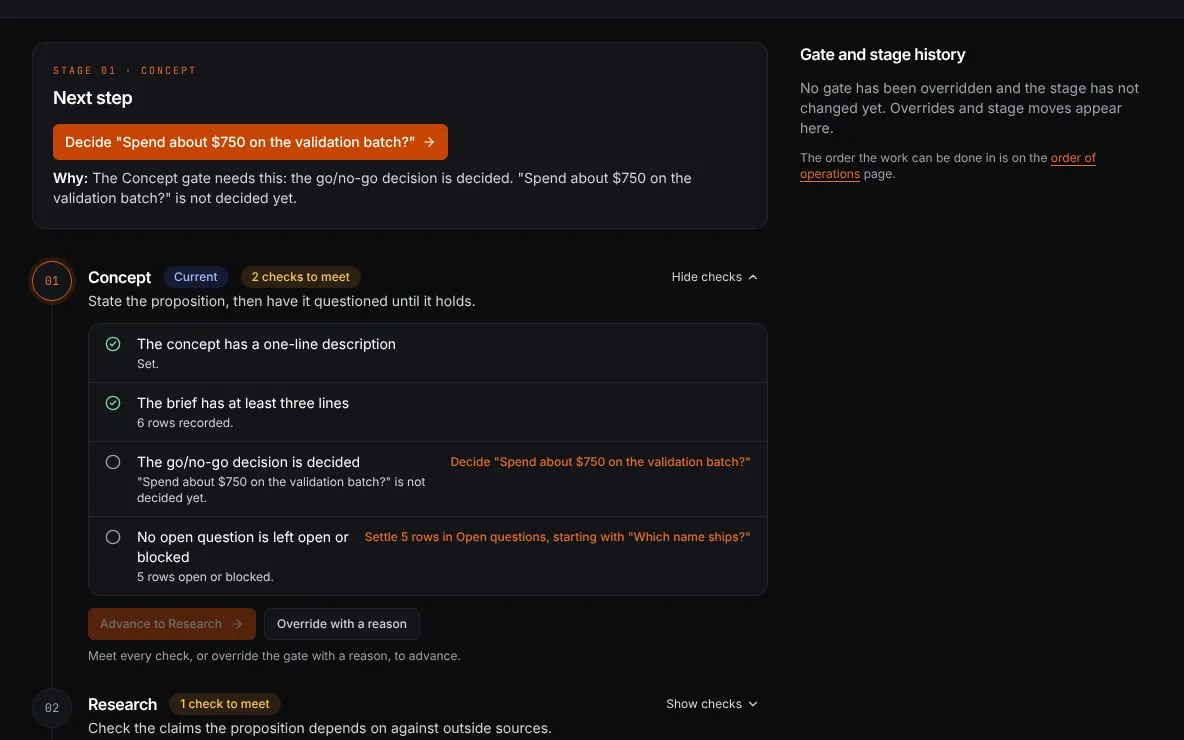 STAGE 01 · CONCEPT
Next step
Decide "Spend about $750 on the validation batch?" →
Why: The Concept gate needs this: the go/no-go decision is decided. "Spend about $750 on the
validation batch?" is not decided yet.
01
Concept
Current
2 checks to meet
Hide checks
State the proposition, then have it questioned until it holds.
The concept has a one-line description
Set.
The brief has at least three lines
6 rows recorded.
The go/no-go decision is decided
Decide "Spend about $750 on the validation batch?"
"Spend about $750 on the validation batch?" is not
decided yet.
No open question is left open or
blocked
Settle 5 rows in Open questions, starting with "Which name ships?"
5 rows open or blocked.
Advance to Research →
Override with a reason
Meet every check, or override the gate with a reason, to advance.
02
Research
1 check to meet
Show checks
Check the claims the proposition depends on against outside sources.
Gate and stage history
No gate has been overridden and the stage has not
changed yet. Overrides and stage moves appear
here.
The order the work can be done in is on the order of
operations page.